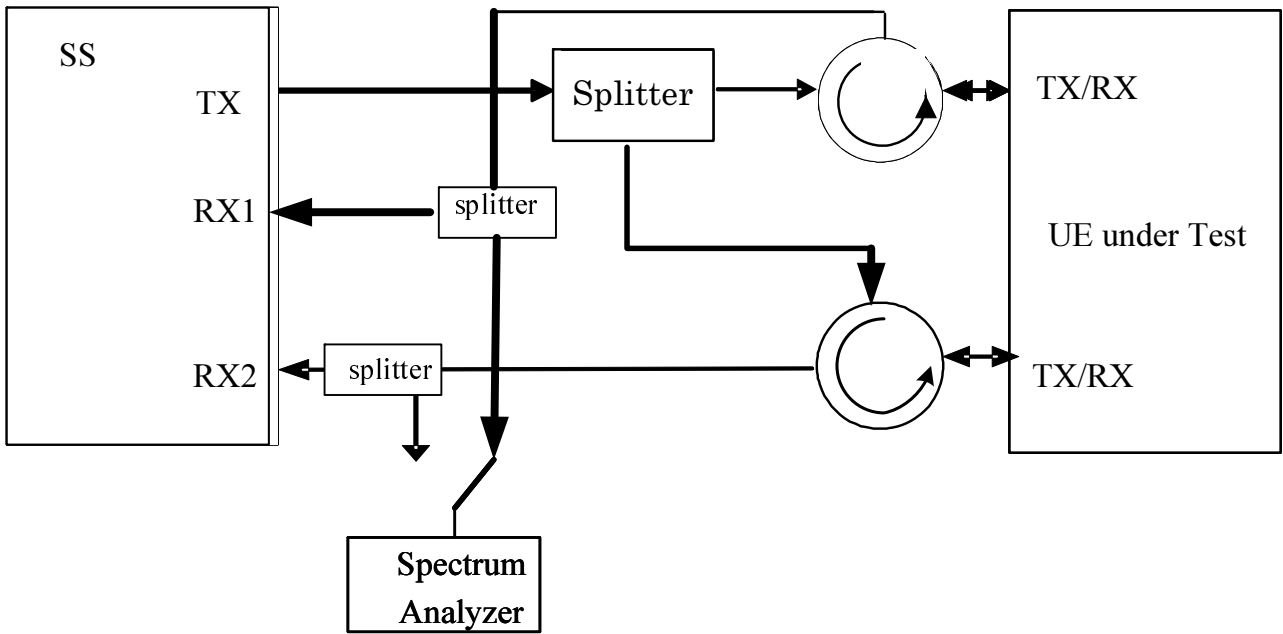 SS
TX
Splitter
TX/RX
RX1
splitter
UE under Test
RX2
splitter
TX/RX
Spectrum
Analyzer